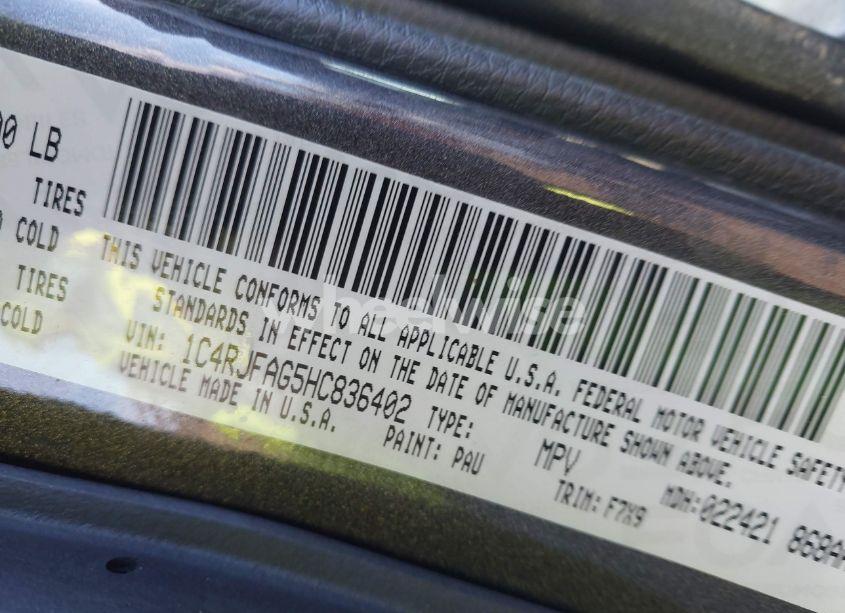 00 LB
TIRES
COLD
TIRES
COLD
THIS VEHICLE CONFORMS TO ALL APPLICABLE U.S.A. FEDERAL MOTOR VEHICLE SAFETY
STANDARDS IN EFFECT ON THE DATE OF MANUFACTURE SHOWN ABOVE.
VIN: 1C4RJFAG5HC836402 TYPE: MPV MDH:022421 868AA
VEHICLE MADE IN U.S.A. PAINT: PAU TRIM: F7X9
wheelwise